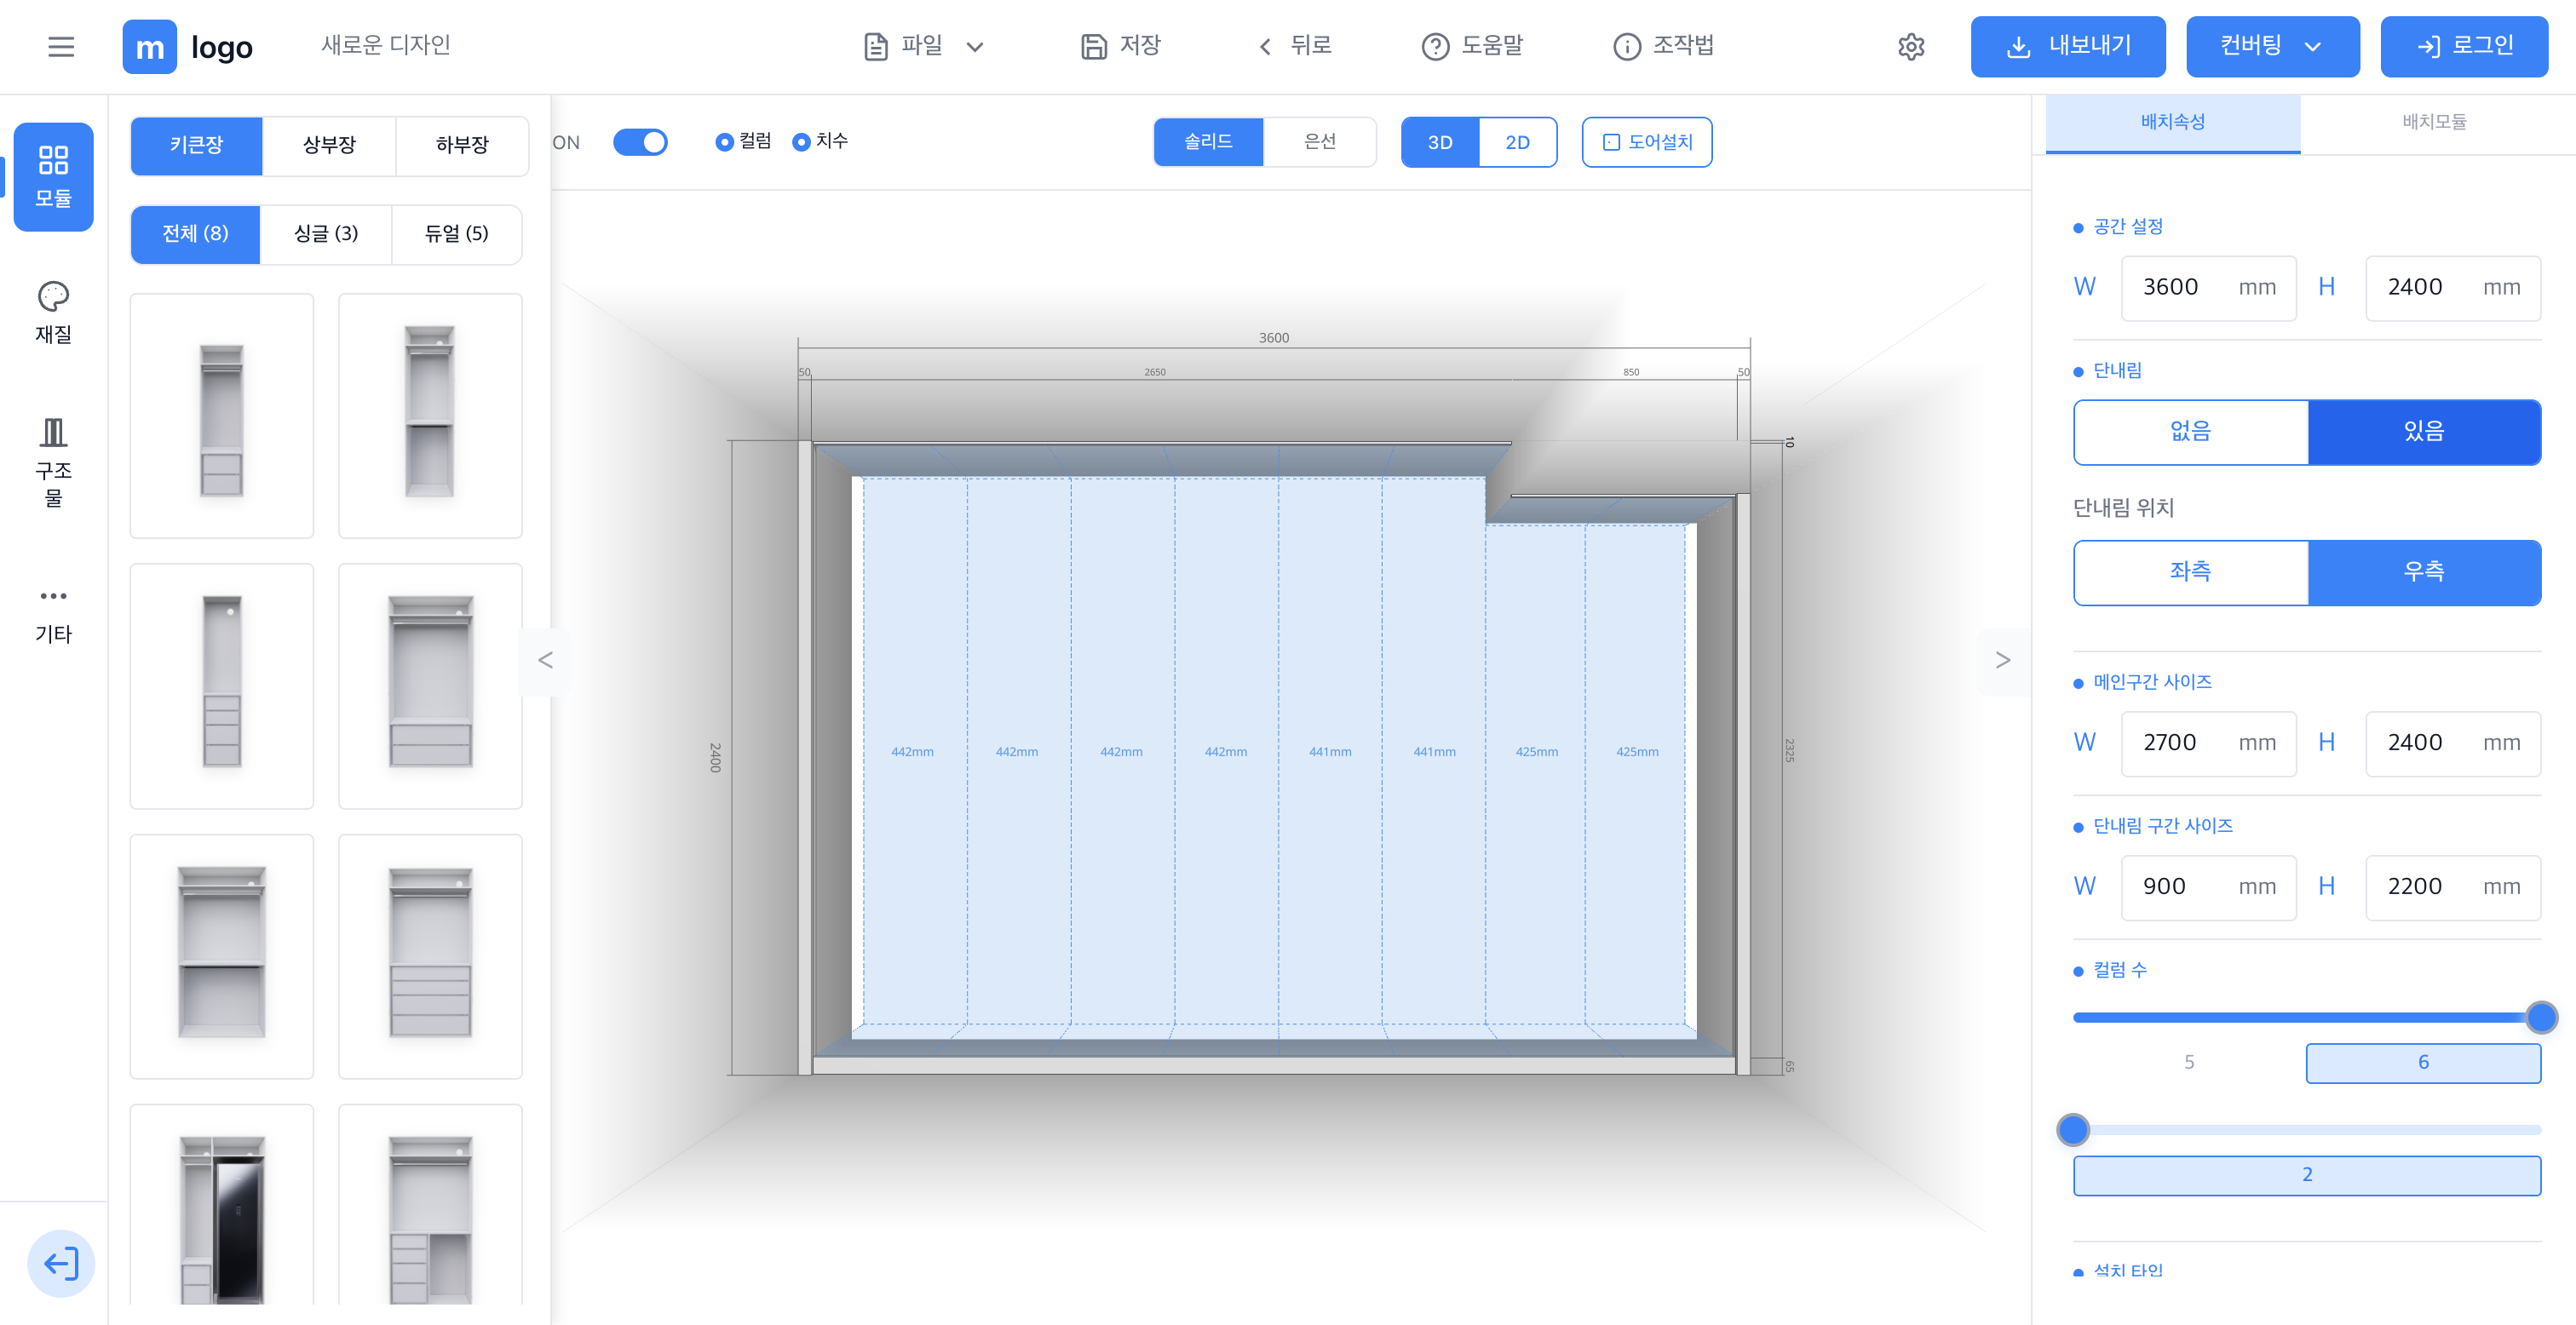 m logo
새로운 디자인
파일
저장
뒤로
도움말
조작법
내보내기
컨버팅
로그인
모듈
재질
구조
물
기타
키큰장
상부장
하부장
전체 (8)
싱글 (3)
듀얼 (5)
<
ON
컬럼
치수
솔리드
은선
3D
2D
도어설치
3600
50
2650
850
50
10
2400
2325
65
442mm
442mm
442mm
442mm
441mm
441mm
425mm
425mm
>
배치속성
배치모듈
공간 설정
W 3600 mm H 2400 mm
단내림
없음
있음
단내림 위치
좌측
우측
메인구간 사이즈
W 2700 mm H 2400 mm
단내림 구간 사이즈
W 900 mm H 2200 mm
컬럼 수
5
6
2
설치 타입